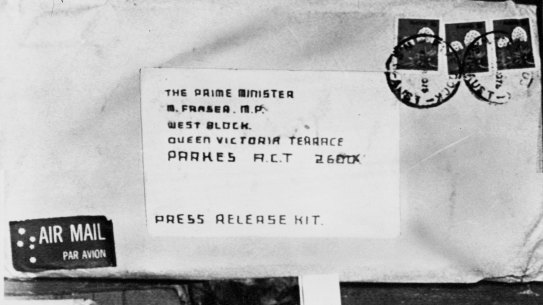 THE PRIME MINISTER
M. FRASER. M.P.
WEST BLOCK.
QUEEN VICTORIA TERRACE
PARKES A.C.T 2600
PRESS RELEASE KIT.
AIR MAIL
PAR AVION